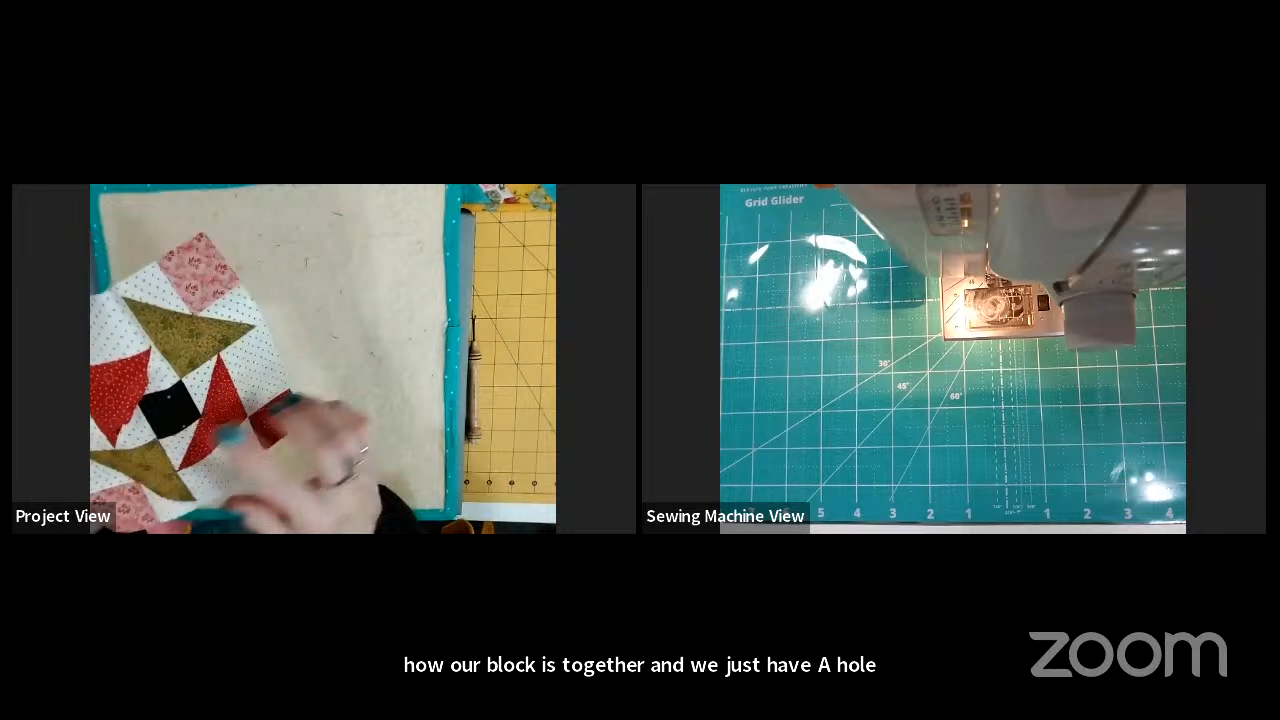 Grid Glider
30°
45°
60°
5
4
3
2
1
1
2
3
4
Project View
Sewing Machine View
how our block is together and we just have A hole
zoom